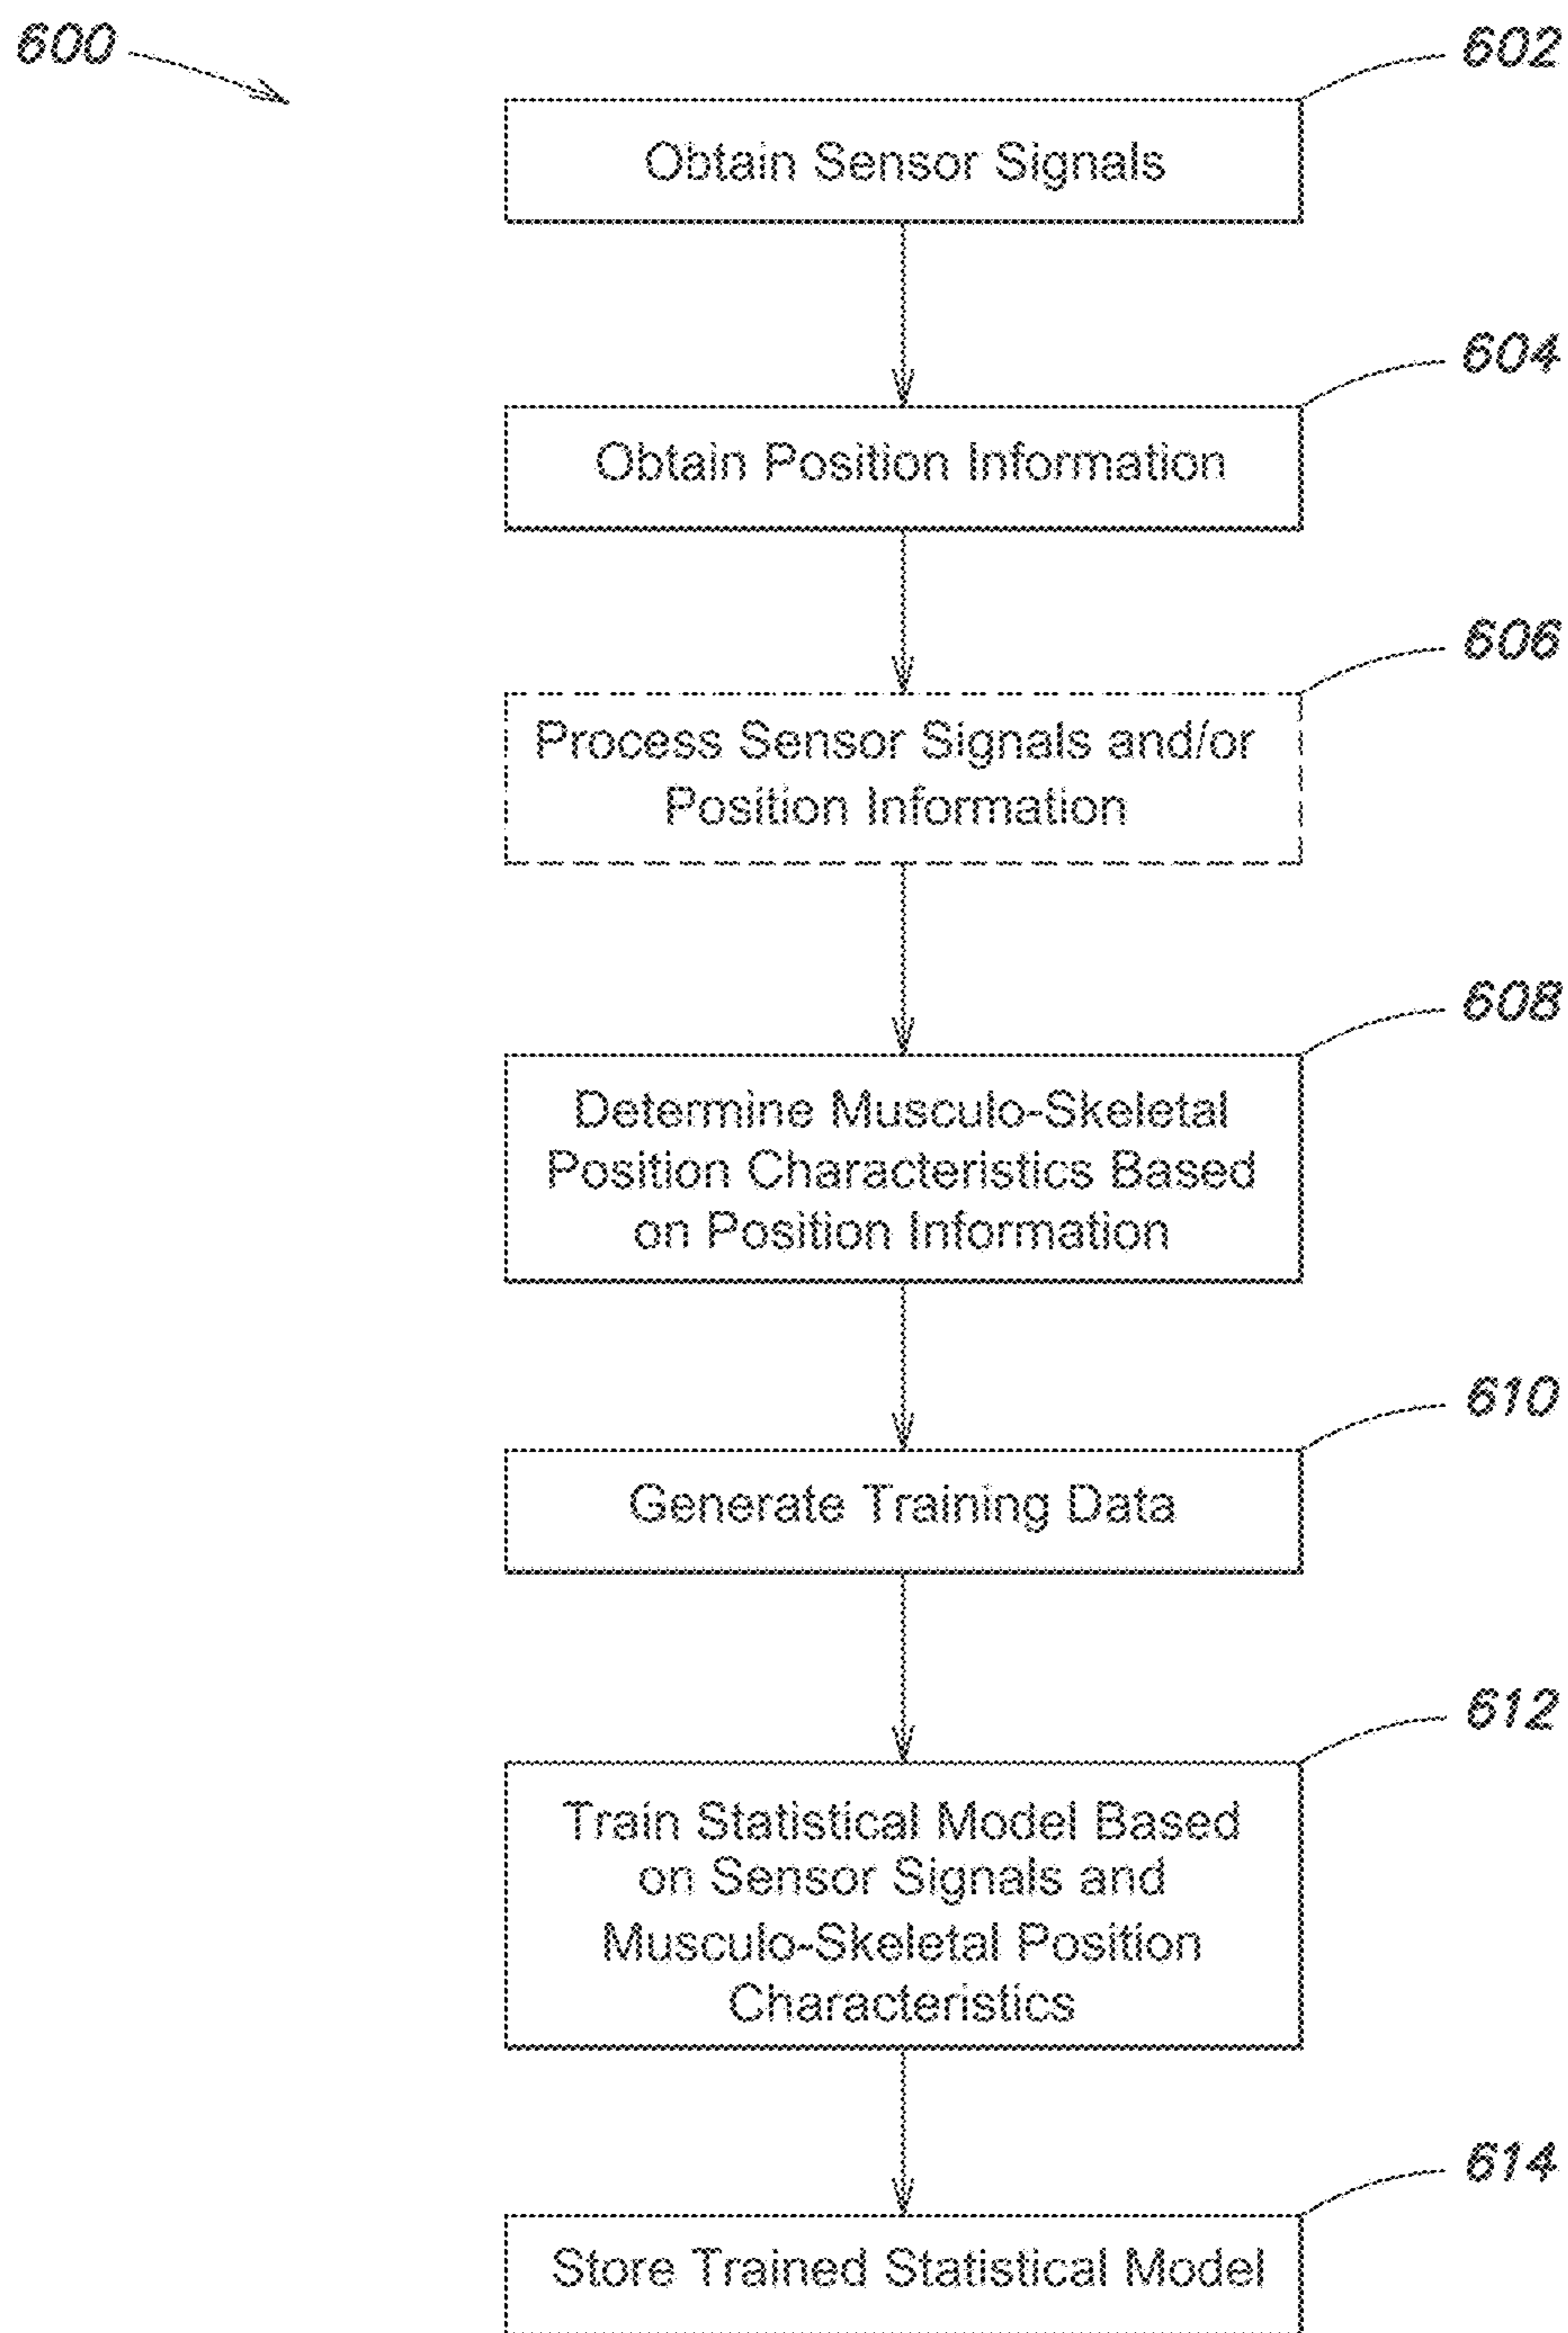 600
602
Obtain Sensor Signals
604
Obtain Position Information
606
Process Sensor Signals and/or
Position Information
608
Determine Musculo-Skeletal
Position Characteristics Based
on Position Information
610
Generate Training Data
612
Train Statistical Model Based
on Sensor Signals and
Musculo-Skeletal Position
Characteristics
614
Store Trained Statistical Model